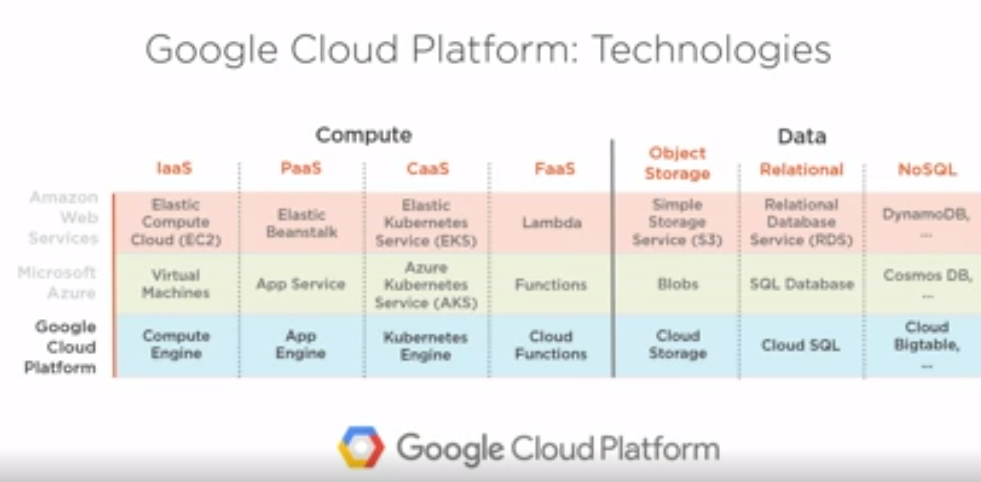 Google Cloud Platform: Technologies
Compute
Data
IaaS
PaaS
CaaS
FaaS
Object
Storage
Relational
NoSQL
Amazon
Web
Services
Elastic
Compute
Cloud (EC2)
Elastic
Beanstalk
Elastic
Kubernetes
Service (EKS)
Lambda
Simple
Storage
Service (S3)
Relational
Database
Service (RDS)
DynamoDB,
...
Microsoft
Azure
Virtual
Machines
App Service
Azure
Kubernetes
Service (AKS)
Functions
Blobs
SQL Database
Cosmos DB,
...
Google
Cloud
Platform
Compute
Engine
App
Engine
Kubernetes
Engine
Cloud
Functions
Cloud
Storage
Cloud SQL
Cloud
Bigtable,
...
Google Cloud Platform